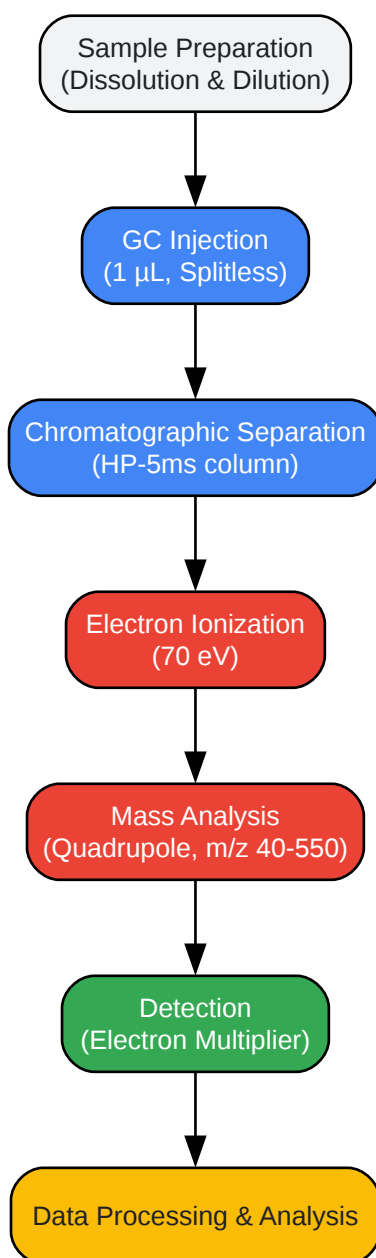 Sample Preparation
(Dissolution & Dilution)
GC Injection
(1 µL, Splitless)
Chromatographic Separation
(HP-5ms column)
Electron Ionization
(70 eV)
Mass Analysis
(Quadrupole, m/z 40-550)
Detection
(Electron Multiplier)
Data Processing & Analysis